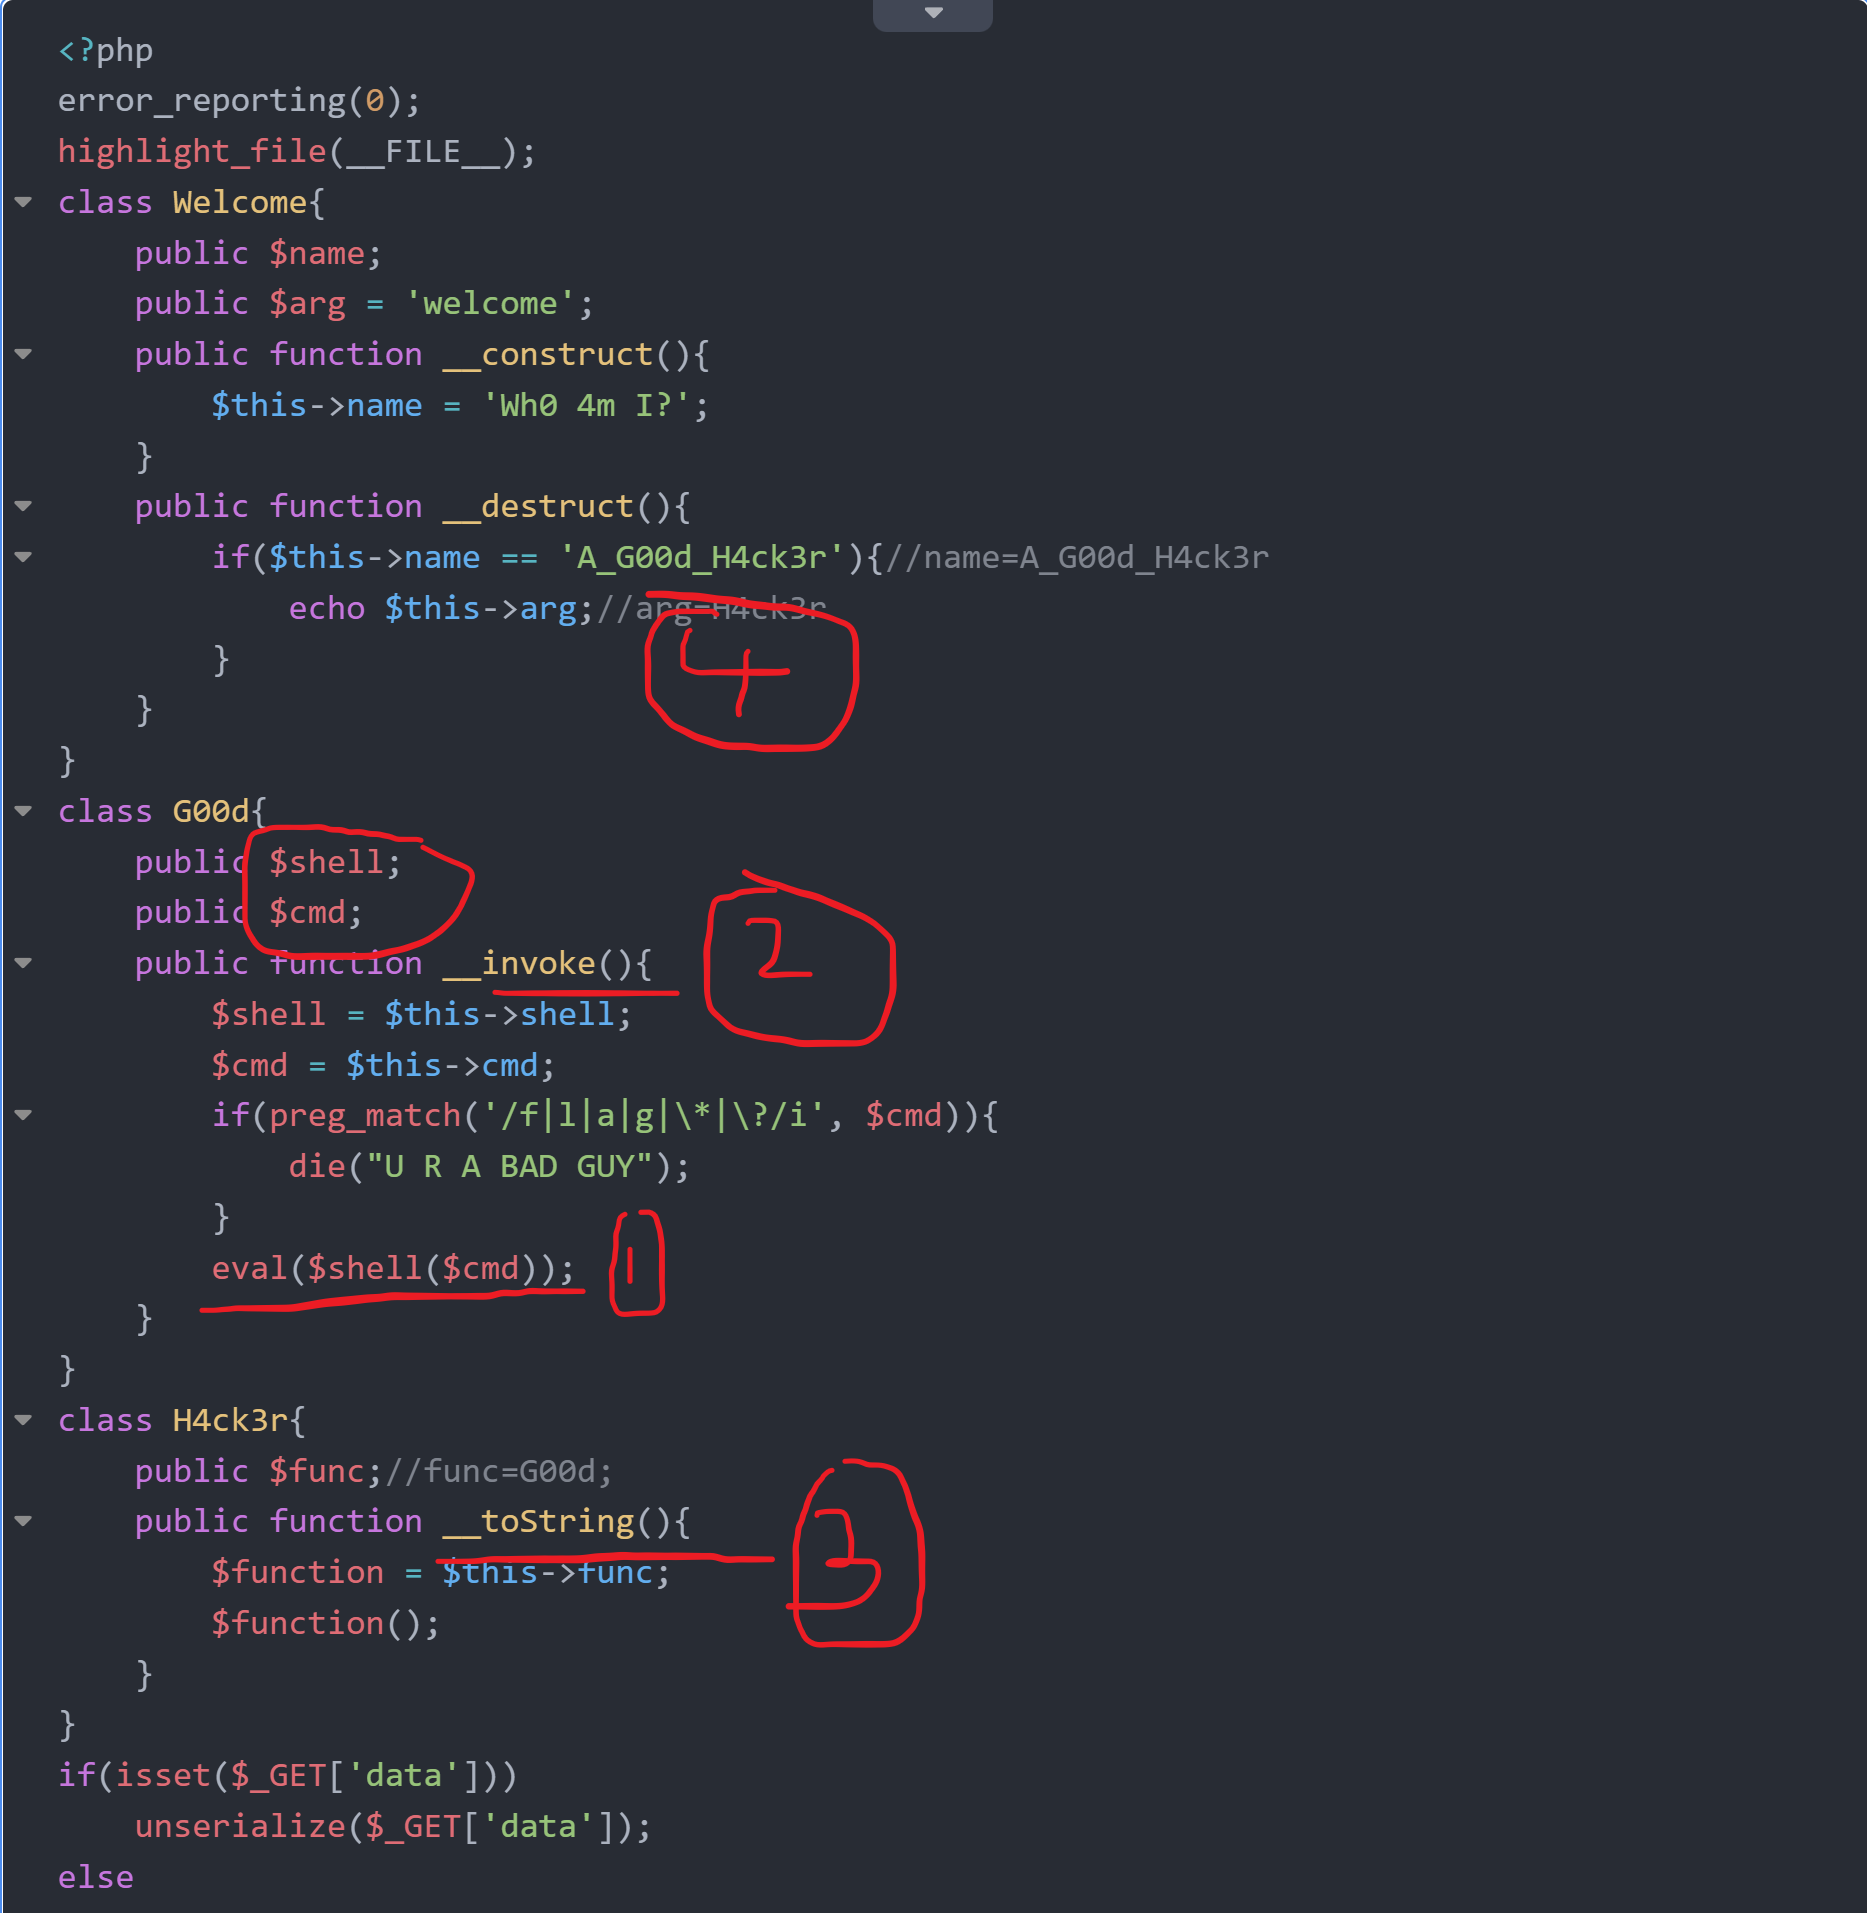 <?php
error_reporting(0);
highlight_file(__FILE__);
class Welcome{
    public $name;
    public $arg = 'welcome';
    public function __construct(){
        $this->name = 'Wh0 4m I?';
    }
    public function __destruct(){
        if($this->name == 'A_G00d_H4ck3r'){//name=A_G00d_H4ck3r
            echo $this->arg;//arg=H4ck3r
4
        }
    }
}
class G00d{
    public $shell;
    public $cmd;
2
    public function __invoke(){
        $shell = $this->shell;
        $cmd = $this->cmd;
        if(preg_match('/f|l|a|g|\*|\?/i', $cmd)){
            die("U R A BAD GUY");
        }
        eval($shell($cmd)); 1
    }
}
class H4ck3r{
    public $func;//func=G00d;
    public function __toString(){
3
        $function = $this->func;
        $function();
    }
}
if(isset($_GET['data']))
    unserialize($_GET['data']);
else